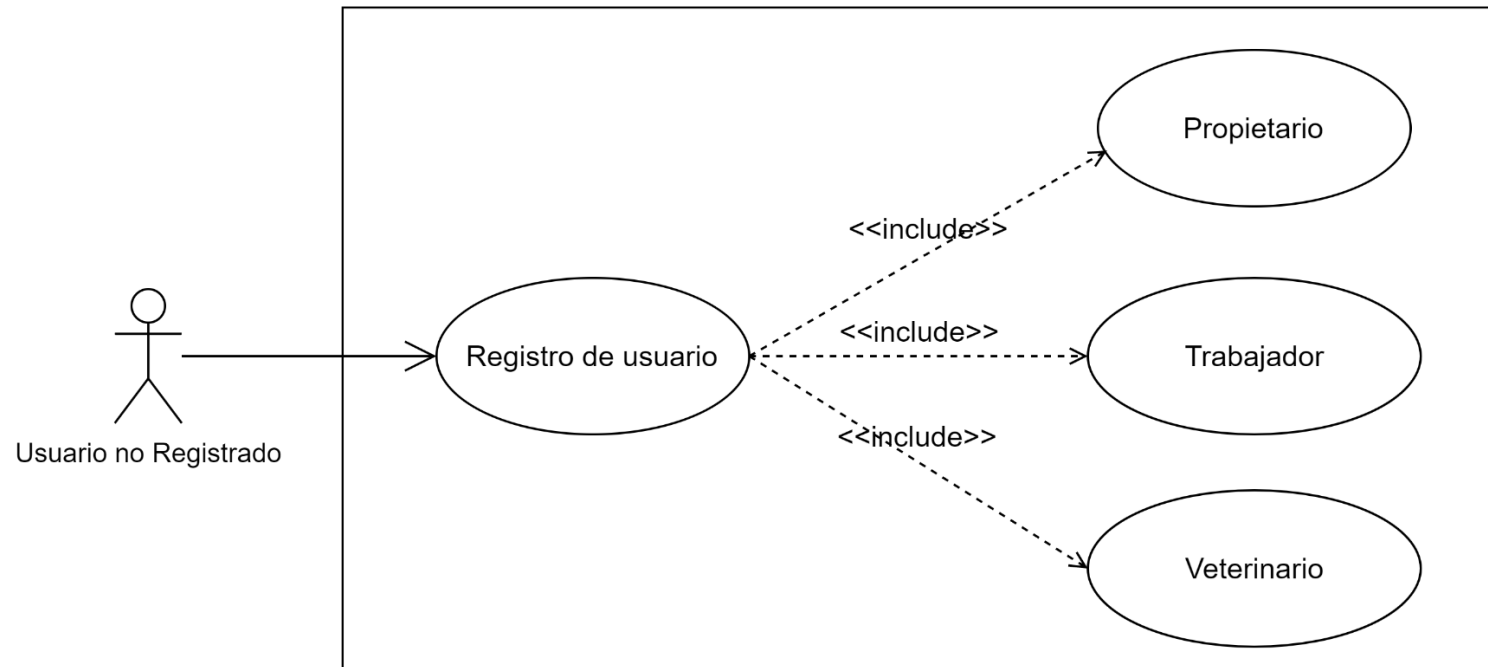 Propietario
<<include>>
<<include>>
Registro de usuario
Trabajador
<<include>>
Usuario no Registrado
Veterinario